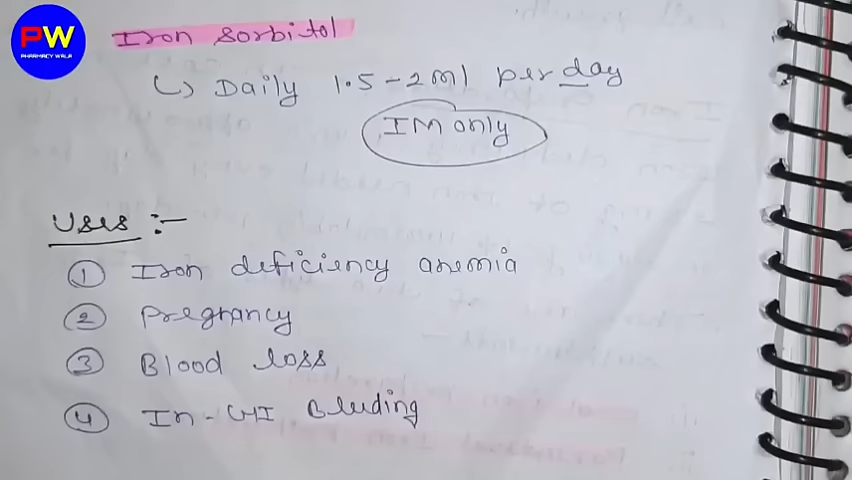 PW
PHARMACY WALA
Iron Sorbitol
↳ Daily 1.5-2ml per day
IM only
Uses :-
① Iron deficiency anemia
② Pregnancy
③ Blood loss
④ In-GI Bleeding